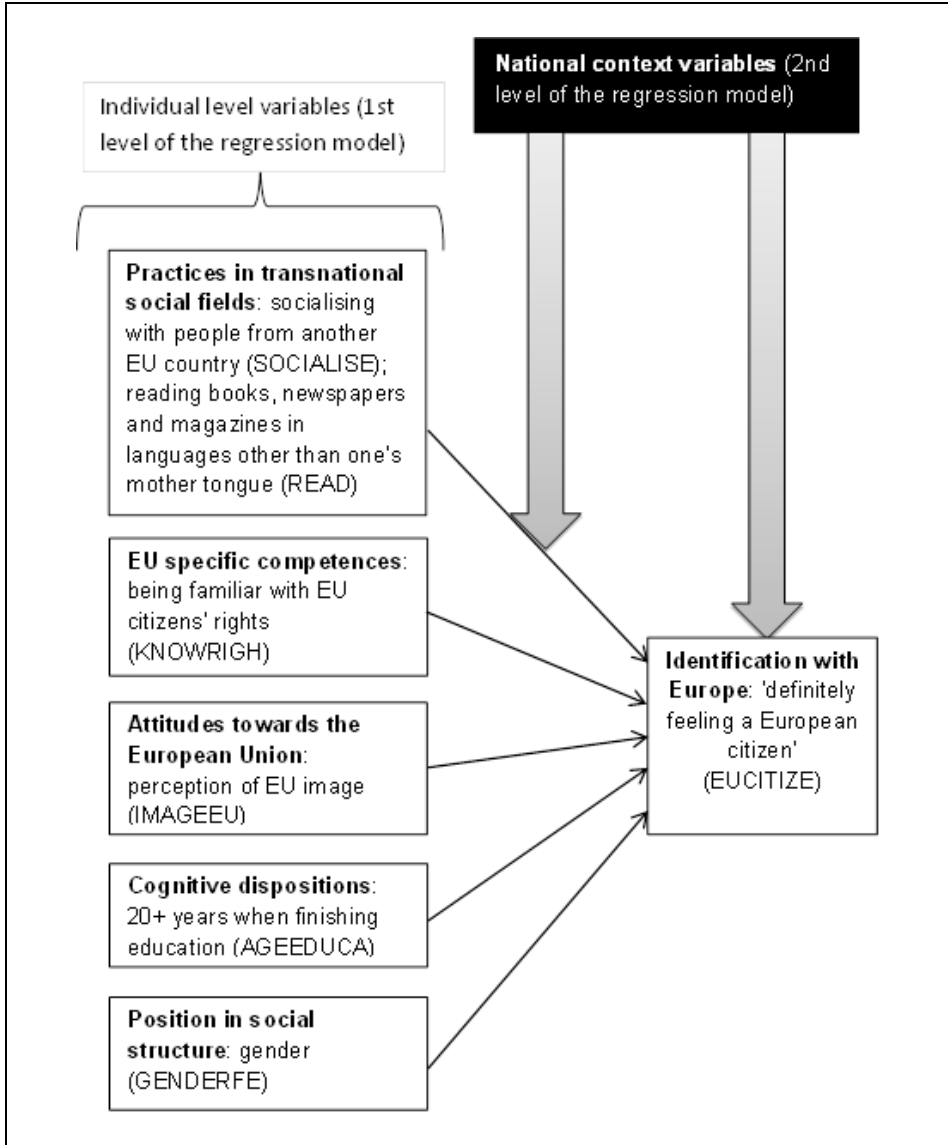 National context variables (2nd
level of the regression model)
Individual level variables (1st
level of the regression model)
Practices in transnational
social fields: socialising
with people from another
EU country (SOCIALISE);
reading books, newspapers
and magazines in
languages other than one's
mother tongue (READ)
EU specific competences:
being familiar with EU
citizens' rights
(KNOWRIGH)
Attitudes towards the
European Union:
perception of EU image
(IMAGEEU)
Cognitive dispositions:
20+ years when finishing
education (AGEEDUCA)
Position in social
structure: gender
(GENDERFE)
Identification with
Europe: 'definitely
feeling a European
citizen'
(EUCITIZE)